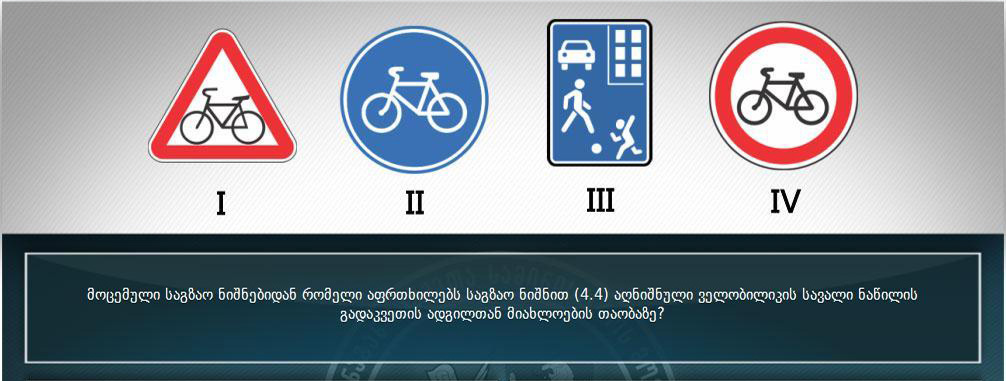 I II III IV
მოცემული საგზაო ნიშნებიდან რომელი აფრთხილებს საგზაო ნიშნით (4.4) აღნიშნული ველობილიკის სავალი ნაწილის
გადაკვეთის ადგილთან მიახლოების თაობაზე?